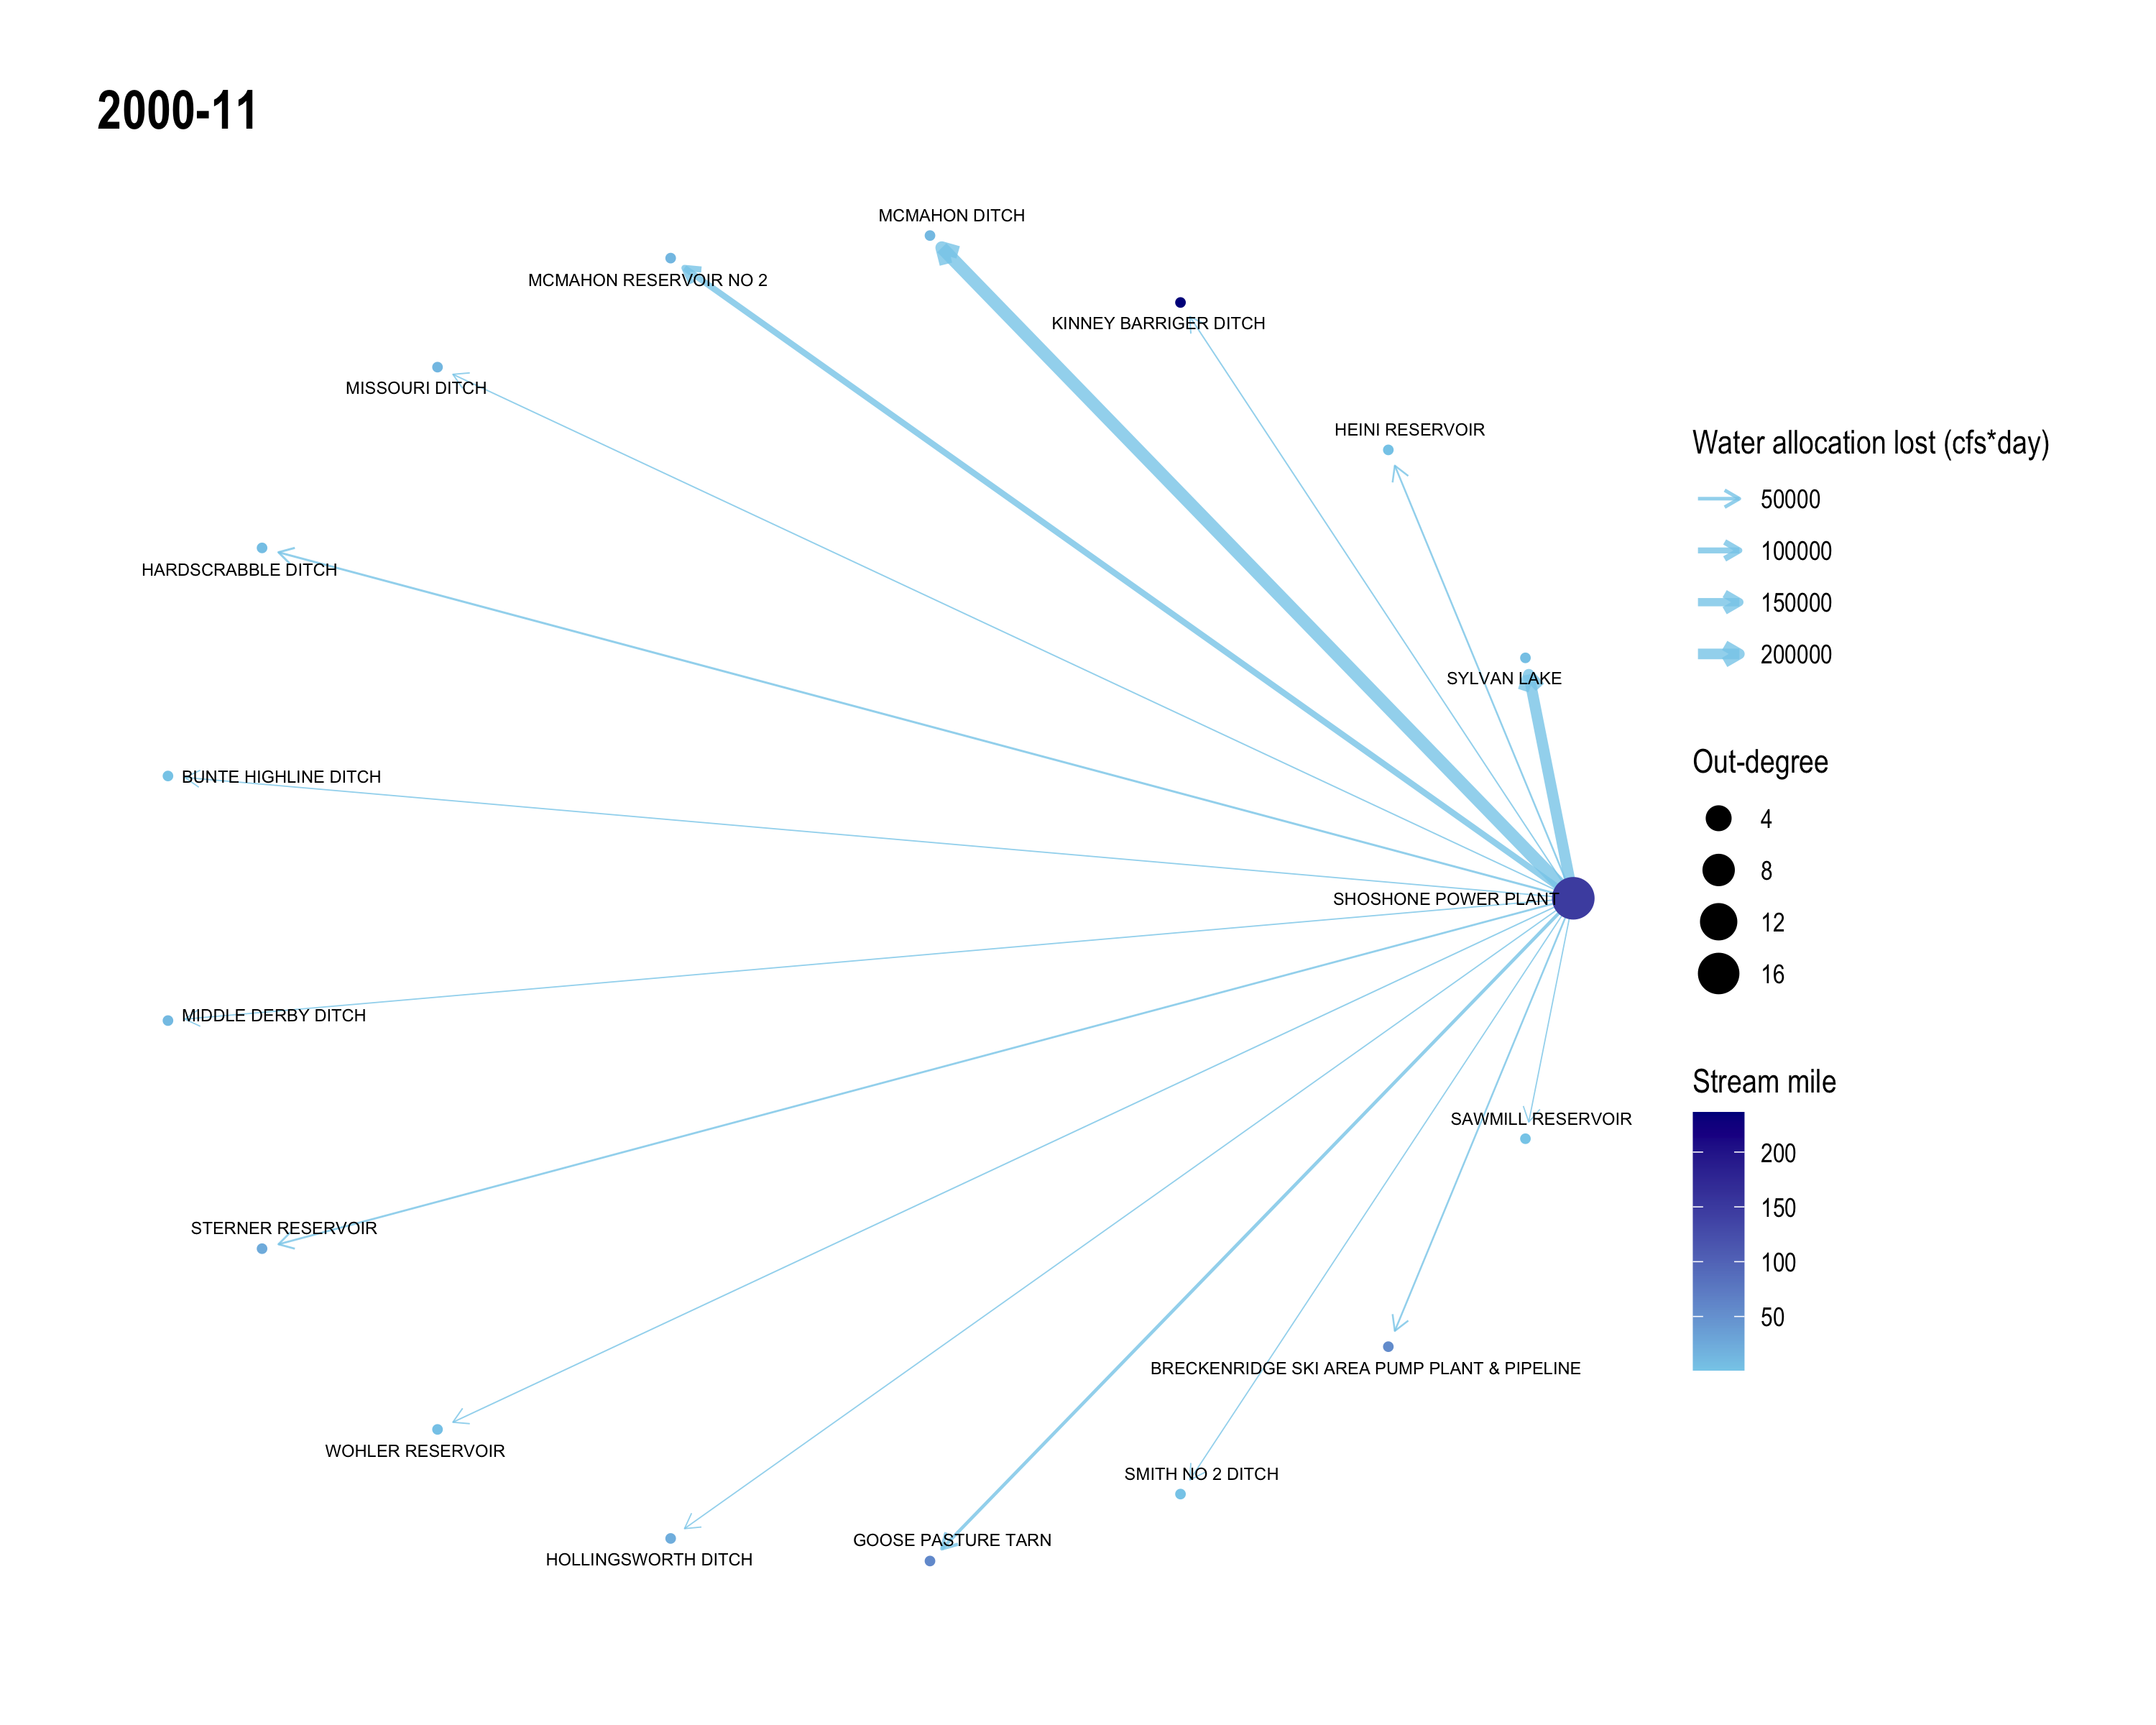 2000-11
MCMAHON DITCH
MCMAHON RESERVOIR NO 2
KINNEY BARRIGER DITCH
MISSOURI DITCH
HEINI RESERVOIR
HARDSCRABBLE DITCH
SYLVAN LAKE
BUNTE HIGHLINE DITCH
SHOSHONE POWER PLANT
MIDDLE DERBY DITCH
SAWMILL RESERVOIR
STERNER RESERVOIR
BRECKENRIDGE SKI AREA PUMP PLANT & PIPELINE
WOHLER RESERVOIR
SMITH NO 2 DITCH
GOOSE PASTURE TARN
HOLLINGSWORTH DITCH
Water allocation lost (cfs*day)
50000
100000
150000
200000
Out-degree
4
8
12
16
Stream mile
200
150
100
50